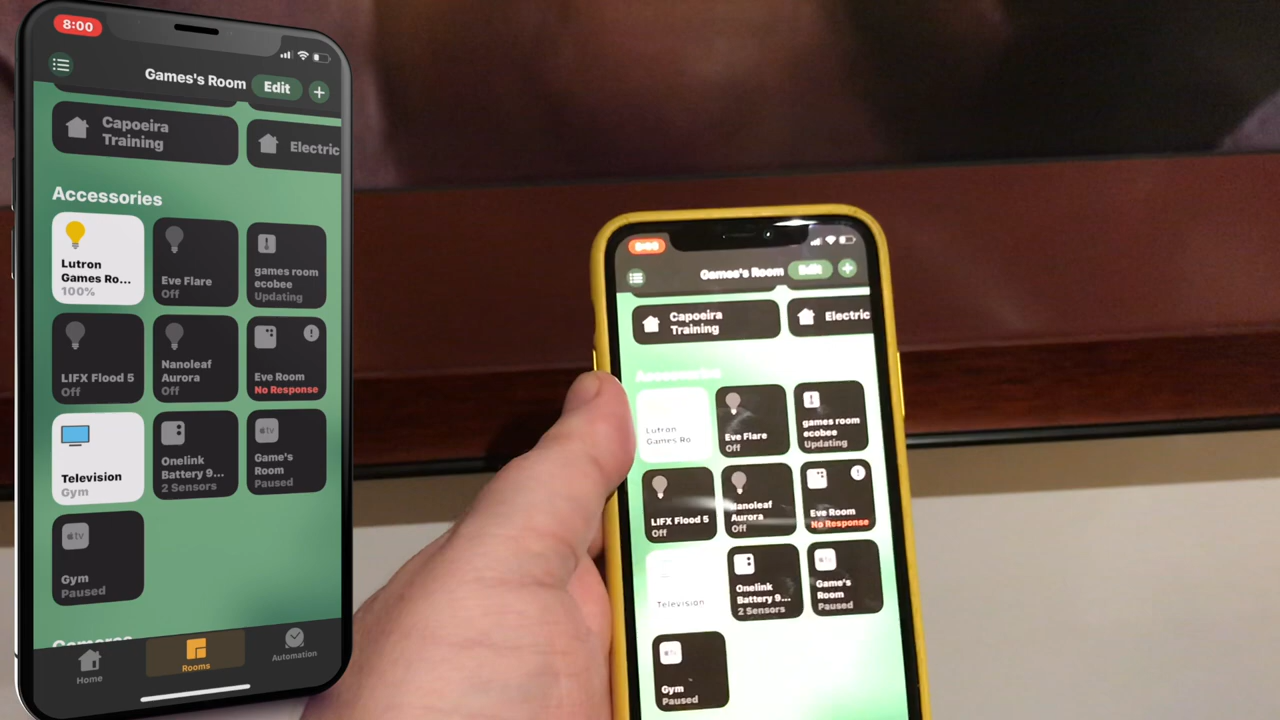 8:00
Games's Room
Edit
+
Capoeira
Training
Electric
Accessories
Lutron
Games Ro...
100%
Eve Flare
Off
games room
ecobee
Updating
LIFX Flood 5
Off
Nanoleaf
Aurora
Off
Eve Room
No Response
Television
Gym
Onelink
Battery 9...
2 Sensors
tv
Game's
Room
Paused
tv
Gym
Paused
Cameras
Home
Rooms
Automation
Games's Room
Edit
+
Capoeira
Training
Electric
Accessories
Lutron
Games Ro
Eve Flare
Off
games room
ecobee
Updating
LIFX Flood 5
Off
Nanoleaf
Aurora
Off
Eve Room
No Response
Television
Onelink
Battery 9...
2 Sensors
Game's
Room
Paused
Gym
Paused